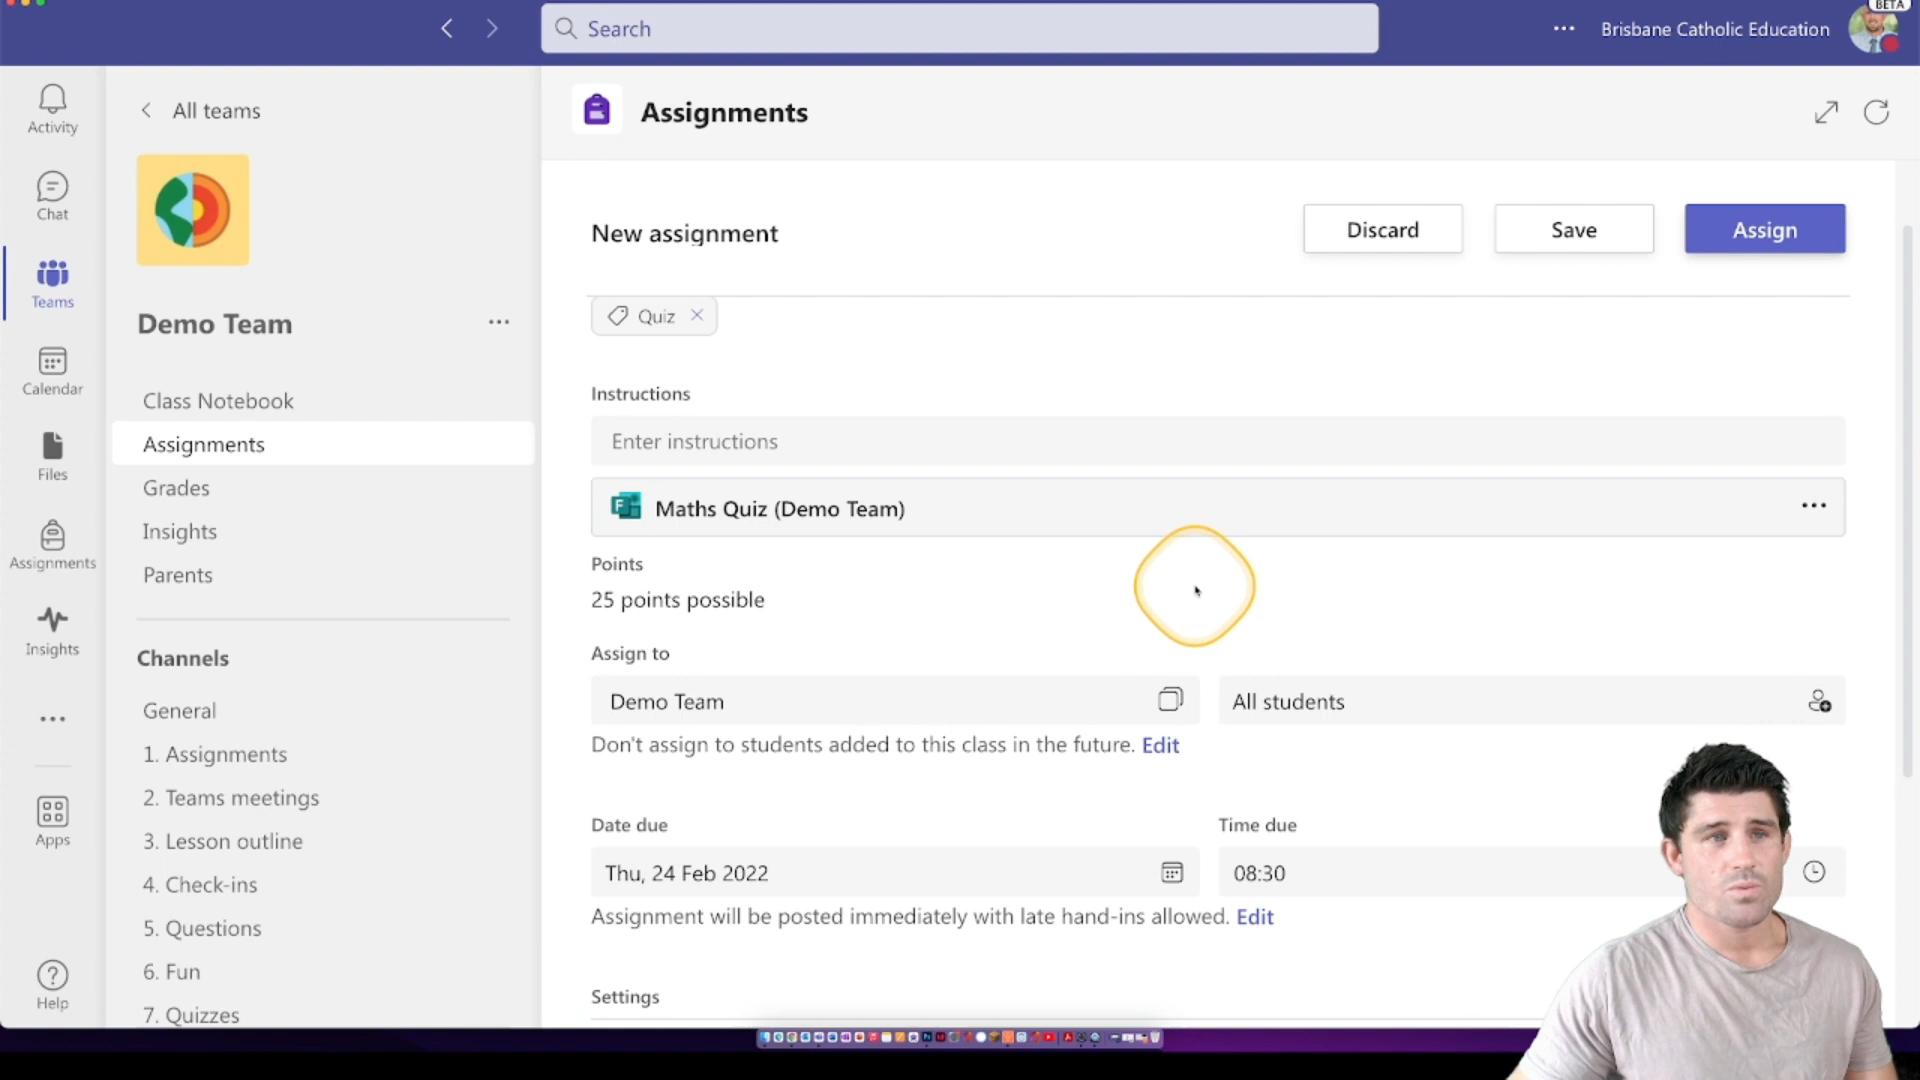 Search
Brisbane Catholic Education
BETA
Activity
Chat
Teams
Calendar
Files
Assignments
Insights
Apps
Help
All teams
Demo Team
Class Notebook
Assignments
Grades
Insights
Parents
Channels
General
1. Assignments
2. Teams meetings
3. Lesson outline
4. Check-ins
5. Questions
6. Fun
7. Quizzes
Assignments
New assignment
Discard
Save
Assign
Quiz
Instructions
Enter instructions
Maths Quiz (Demo Team)
Points
25 points possible
Assign to
Demo Team
All students
Don't assign to students added to this class in the future. Edit
Date due
Time due
Thu, 24 Feb 2022
08:30
Assignment will be posted immediately with late hand-ins allowed. Edit
Settings